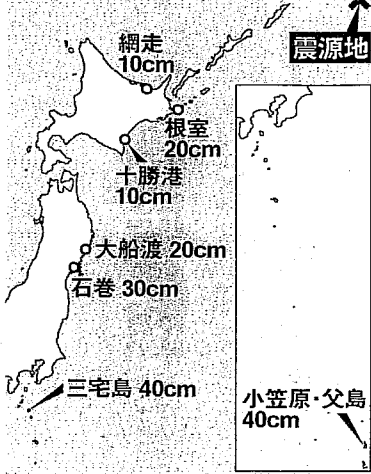 震源地
網走
10cm
根室
20cm
十勝港
10cm
大船渡 20cm
石巻 30cm
三宅島 40cm
小笠原・父島
40cm